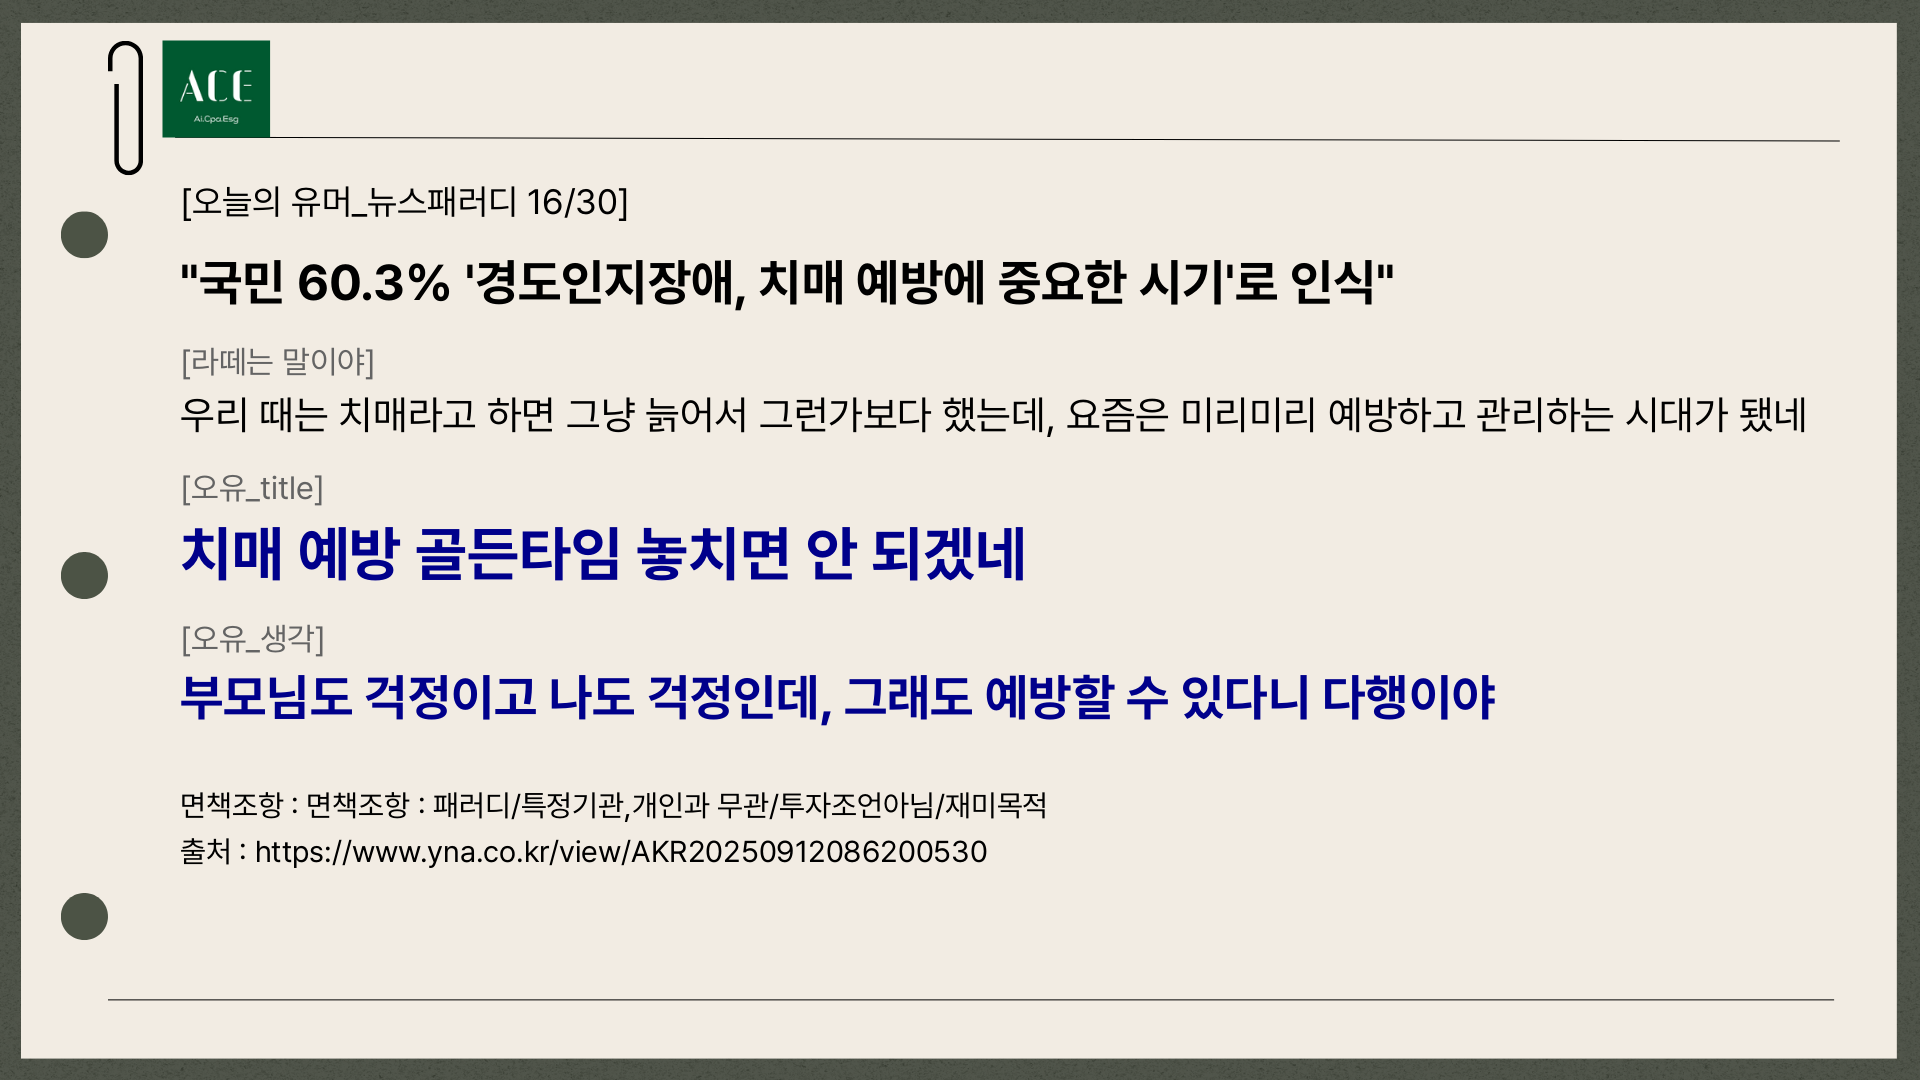 ACE
Ai.Cpa.Esg
[오늘의 유머_뉴스패러디 16/30]
"국민 60.3% '경도인지장애, 치매 예방에 중요한 시기'로 인식"
[라떼는 말이야]
우리 때는 치매라고 하면 그냥 늙어서 그런가보다 했는데, 요즘은 미리미리 예방하고 관리하는 시대가 됐네
[오유_title]
치매 예방 골든타임 놓치면 안 되겠네
[오유_생각]
부모님도 걱정이고 나도 걱정인데, 그래도 예방할 수 있다니 다행이야
면책조항 : 면책조항 : 패러디/특정기관,개인과 무관/투자조언아님/재미목적
출처 : https://www.yna.co.kr/view/AKR20250912086200530